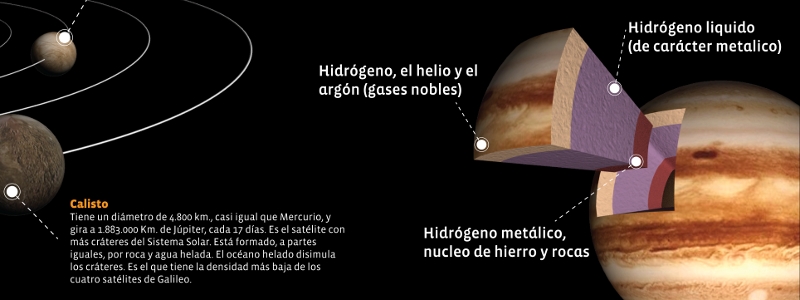 Hidrógeno liquido
(de carácter metalico)
Hidrógeno, el helio y el
argón (gases nobles)
Hidrógeno metálico,
nucleo de hierro y rocas
Calisto
Tiene un diámetro de 4.800 km., casi igual que Mercurio, y
gira a 1.883.000 Km. de Júpiter, cada 17 días. Es el satélite con
más cráteres del Sistema Solar. Está formado, a partes
iguales, por roca y agua helada. El océano helado disimula
los cráteres. Es el que tiene la densidad más baja de los
cuatro satélites de Galileo.